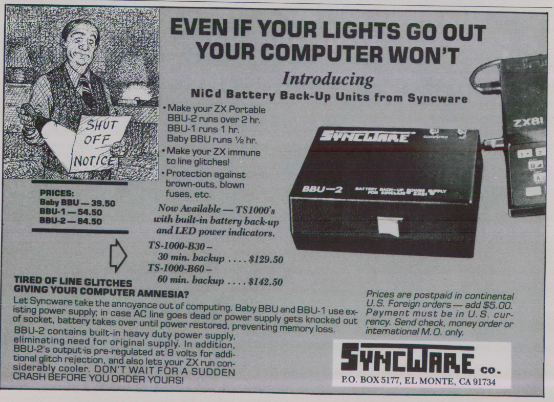 EVEN IF YOUR LIGHTS GO OUT
YOUR COMPUTER WON'T
Introducing
NiCd Battery Back-Up Units from Syncware
SHUT
OFF
NOTICE
• Make your ZX Portable
BBU-2 runs over 2 hr.
BBU-1 runs 1 hr.
Baby BBU runs ½ hr.
• Make your ZX immune
to line glitches!
• Protection against
brown-outs, blown
fuses, etc.
SYNCWARE
BBU-2
BATTERY BACK-UP POWER SUPPLY
ZX81
PRICES:
Baby BBU — 39.50
BBU-1 — 54.50
BBU-2 — 84.50
Now Available — TS1000's
with built-in battery back-up
and LED power indicators.
TS-1000-B30 –
30 min. backup .... $129.50
TS-1000-B60 –
60 min. backup .... $142.50
TIRED OF LINE GLITCHES
GIVING YOUR COMPUTER AMNESIA?
Let Syncware take the annoyance out of computing. Baby BBU and BBU-1 use ex-
isting power supply; in case AC line goes dead or power supply gets knocked out
of socket, battery takes over until power restored, preventing memory loss.
BBU-2 contains built-in heavy duty power supply,
eliminating need for original supply. In addition,
BBU-2's output is pre-regulated at 8 volts for addi-
tional glitch rejection, and also lets your ZX run con-
siderably cooler. DON'T WAIT FOR A SUDDEN
CRASH BEFORE YOU ORDER YOURS!
Prices are postpaid in continental
U.S. Foreign orders — add $5.00.
Payment must be in U.S. cur-
rency. Send check, money order or
international M.O. only.
SYNCWARE CO.
P.O. BOX 5177, EL MONTE, CA 91734